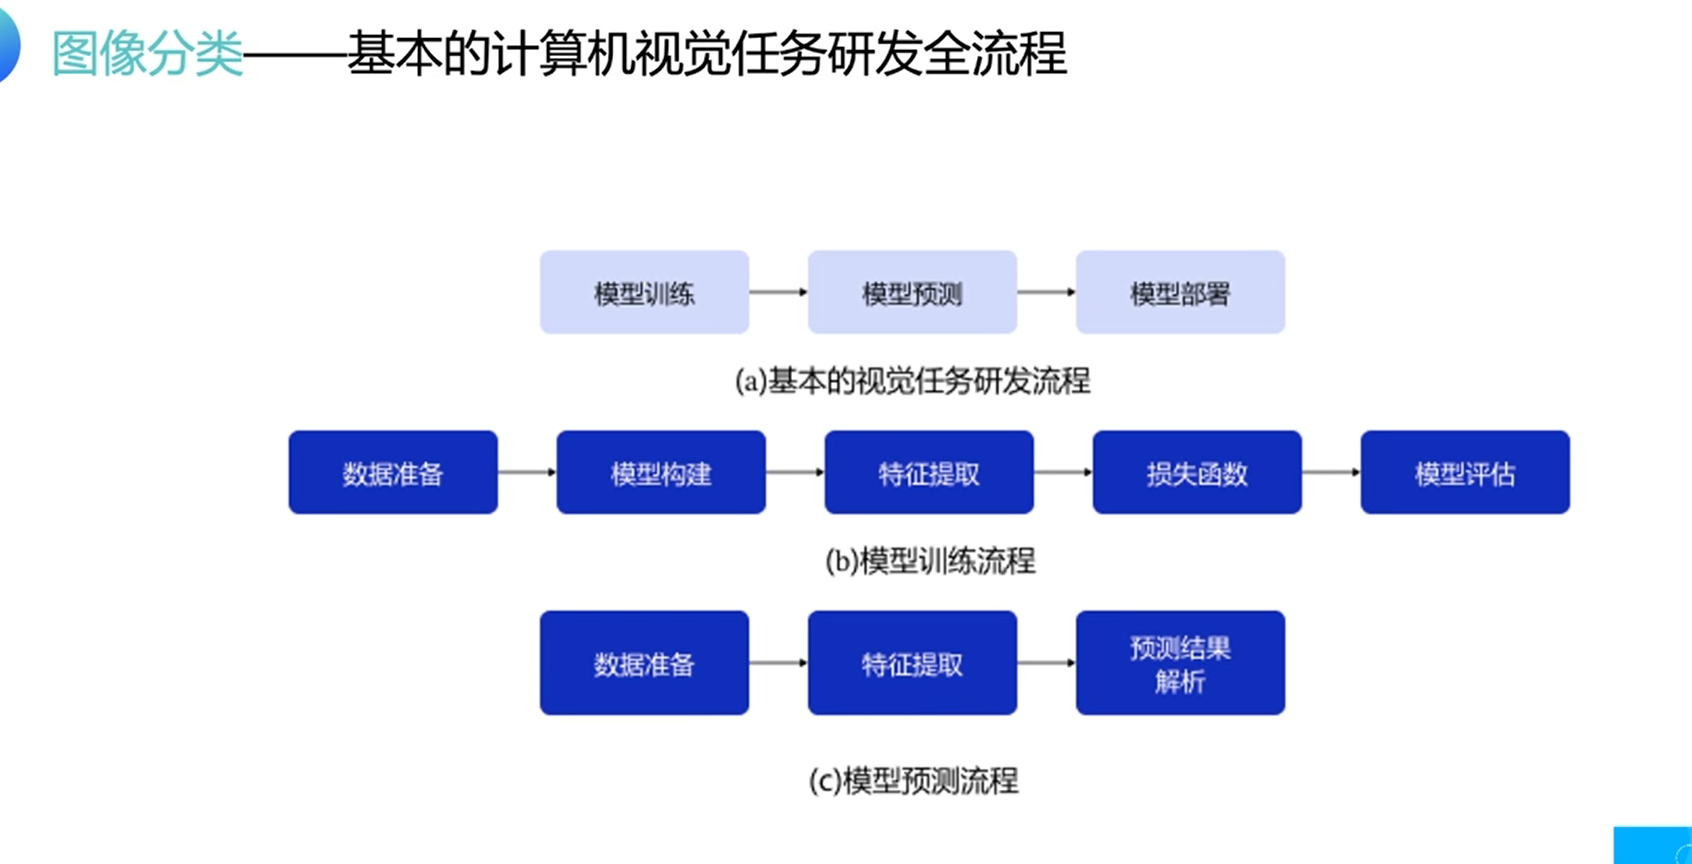 图像分类——基本的计算机视觉任务研发全流程
模型训练
模型预测
模型部署
(a)基本的视觉任务研发流程
数据准备
模型构建
特征提取
损失函数
模型评估
(b)模型训练流程
数据准备
特征提取
预测结果
解析
(c)模型预测流程